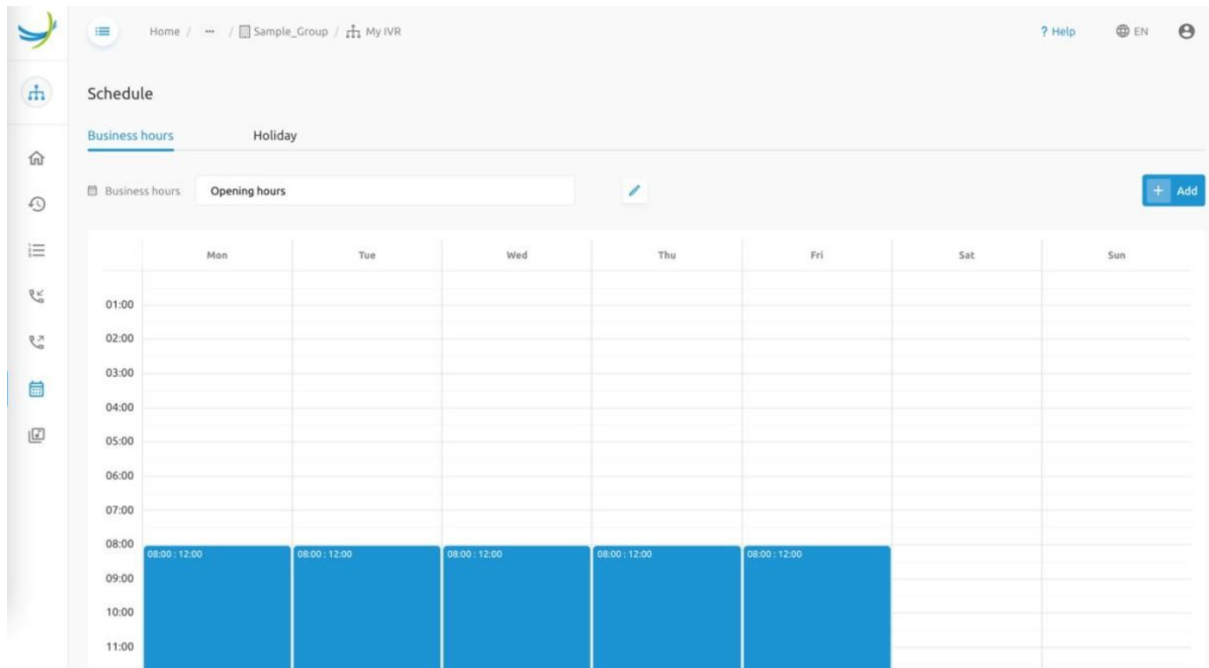 Home / ··· / Sample_Group / My IVR
? Help
EN
Schedule
Business hours
Holiday
Business hours
Opening hours
+ Add
Mon Tue Wed Thu Fri Sat Sun
01:00
02:00
03:00
04:00
05:00
06:00
07:00
08:00
08:00 : 12:00 08:00 : 12:00 08:00 : 12:00 08:00 : 12:00 08:00 : 12:00
09:00
10:00
11:00